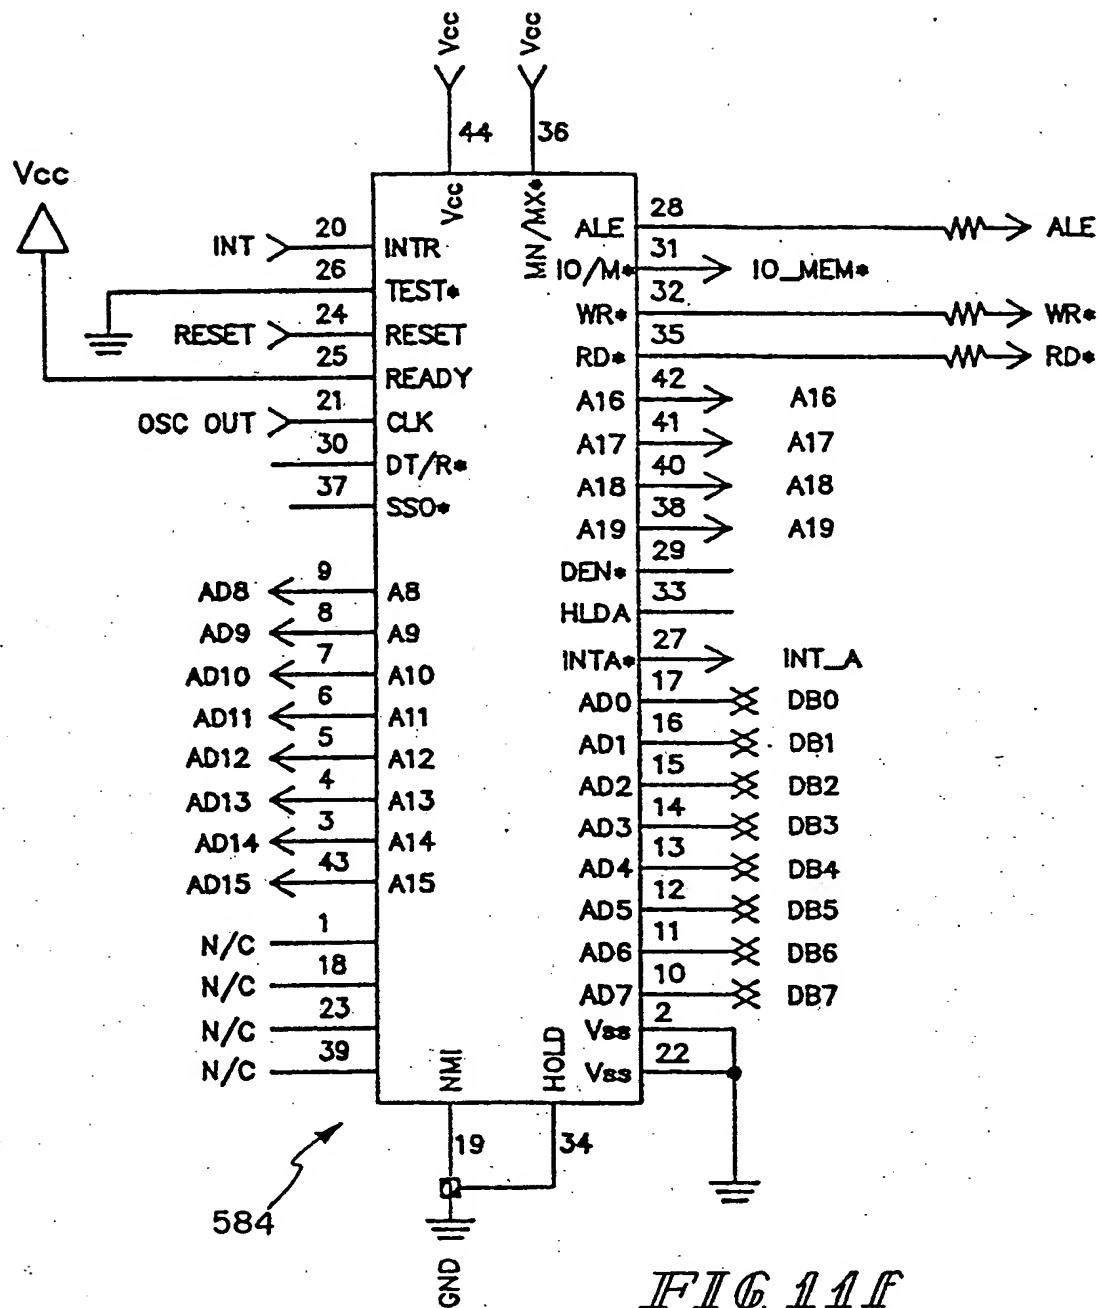 Vcc Vcc
44 36
Vcc
Vcc MN/MX*
INT 20 INTR
26 TEST*
RESET 24 RESET
25 READY
OSC OUT 21 CLK
30 DT/R*
37 SSO*
AD8 9 A8
AD9 8 A9
AD10 7 A10
AD11 6 A11
AD12 5 A12
AD13 4 A13
AD14 3 A14
AD15 43 A15
N/C 1
N/C 18
N/C 23
N/C 39
ALE 28 ALE
IO/M* 31 IO_MEM*
WR* 32 WR*
RD* 35 RD*
A16 42 A16
A17 41 A17
A18 40 A18
A19 38 A19
DEN* 29
HLDA 33
INTA* 27 INT_A
AD0 17 DB0
AD1 16 DB1
AD2 15 DB2
AD3 14 DB3
AD4 13 DB4
AD5 12 DB5
AD6 11 DB6
AD7 10 DB7
Vss 2
Vss 22
NMI HOLD
19 34
584
GND
FIG. 11f